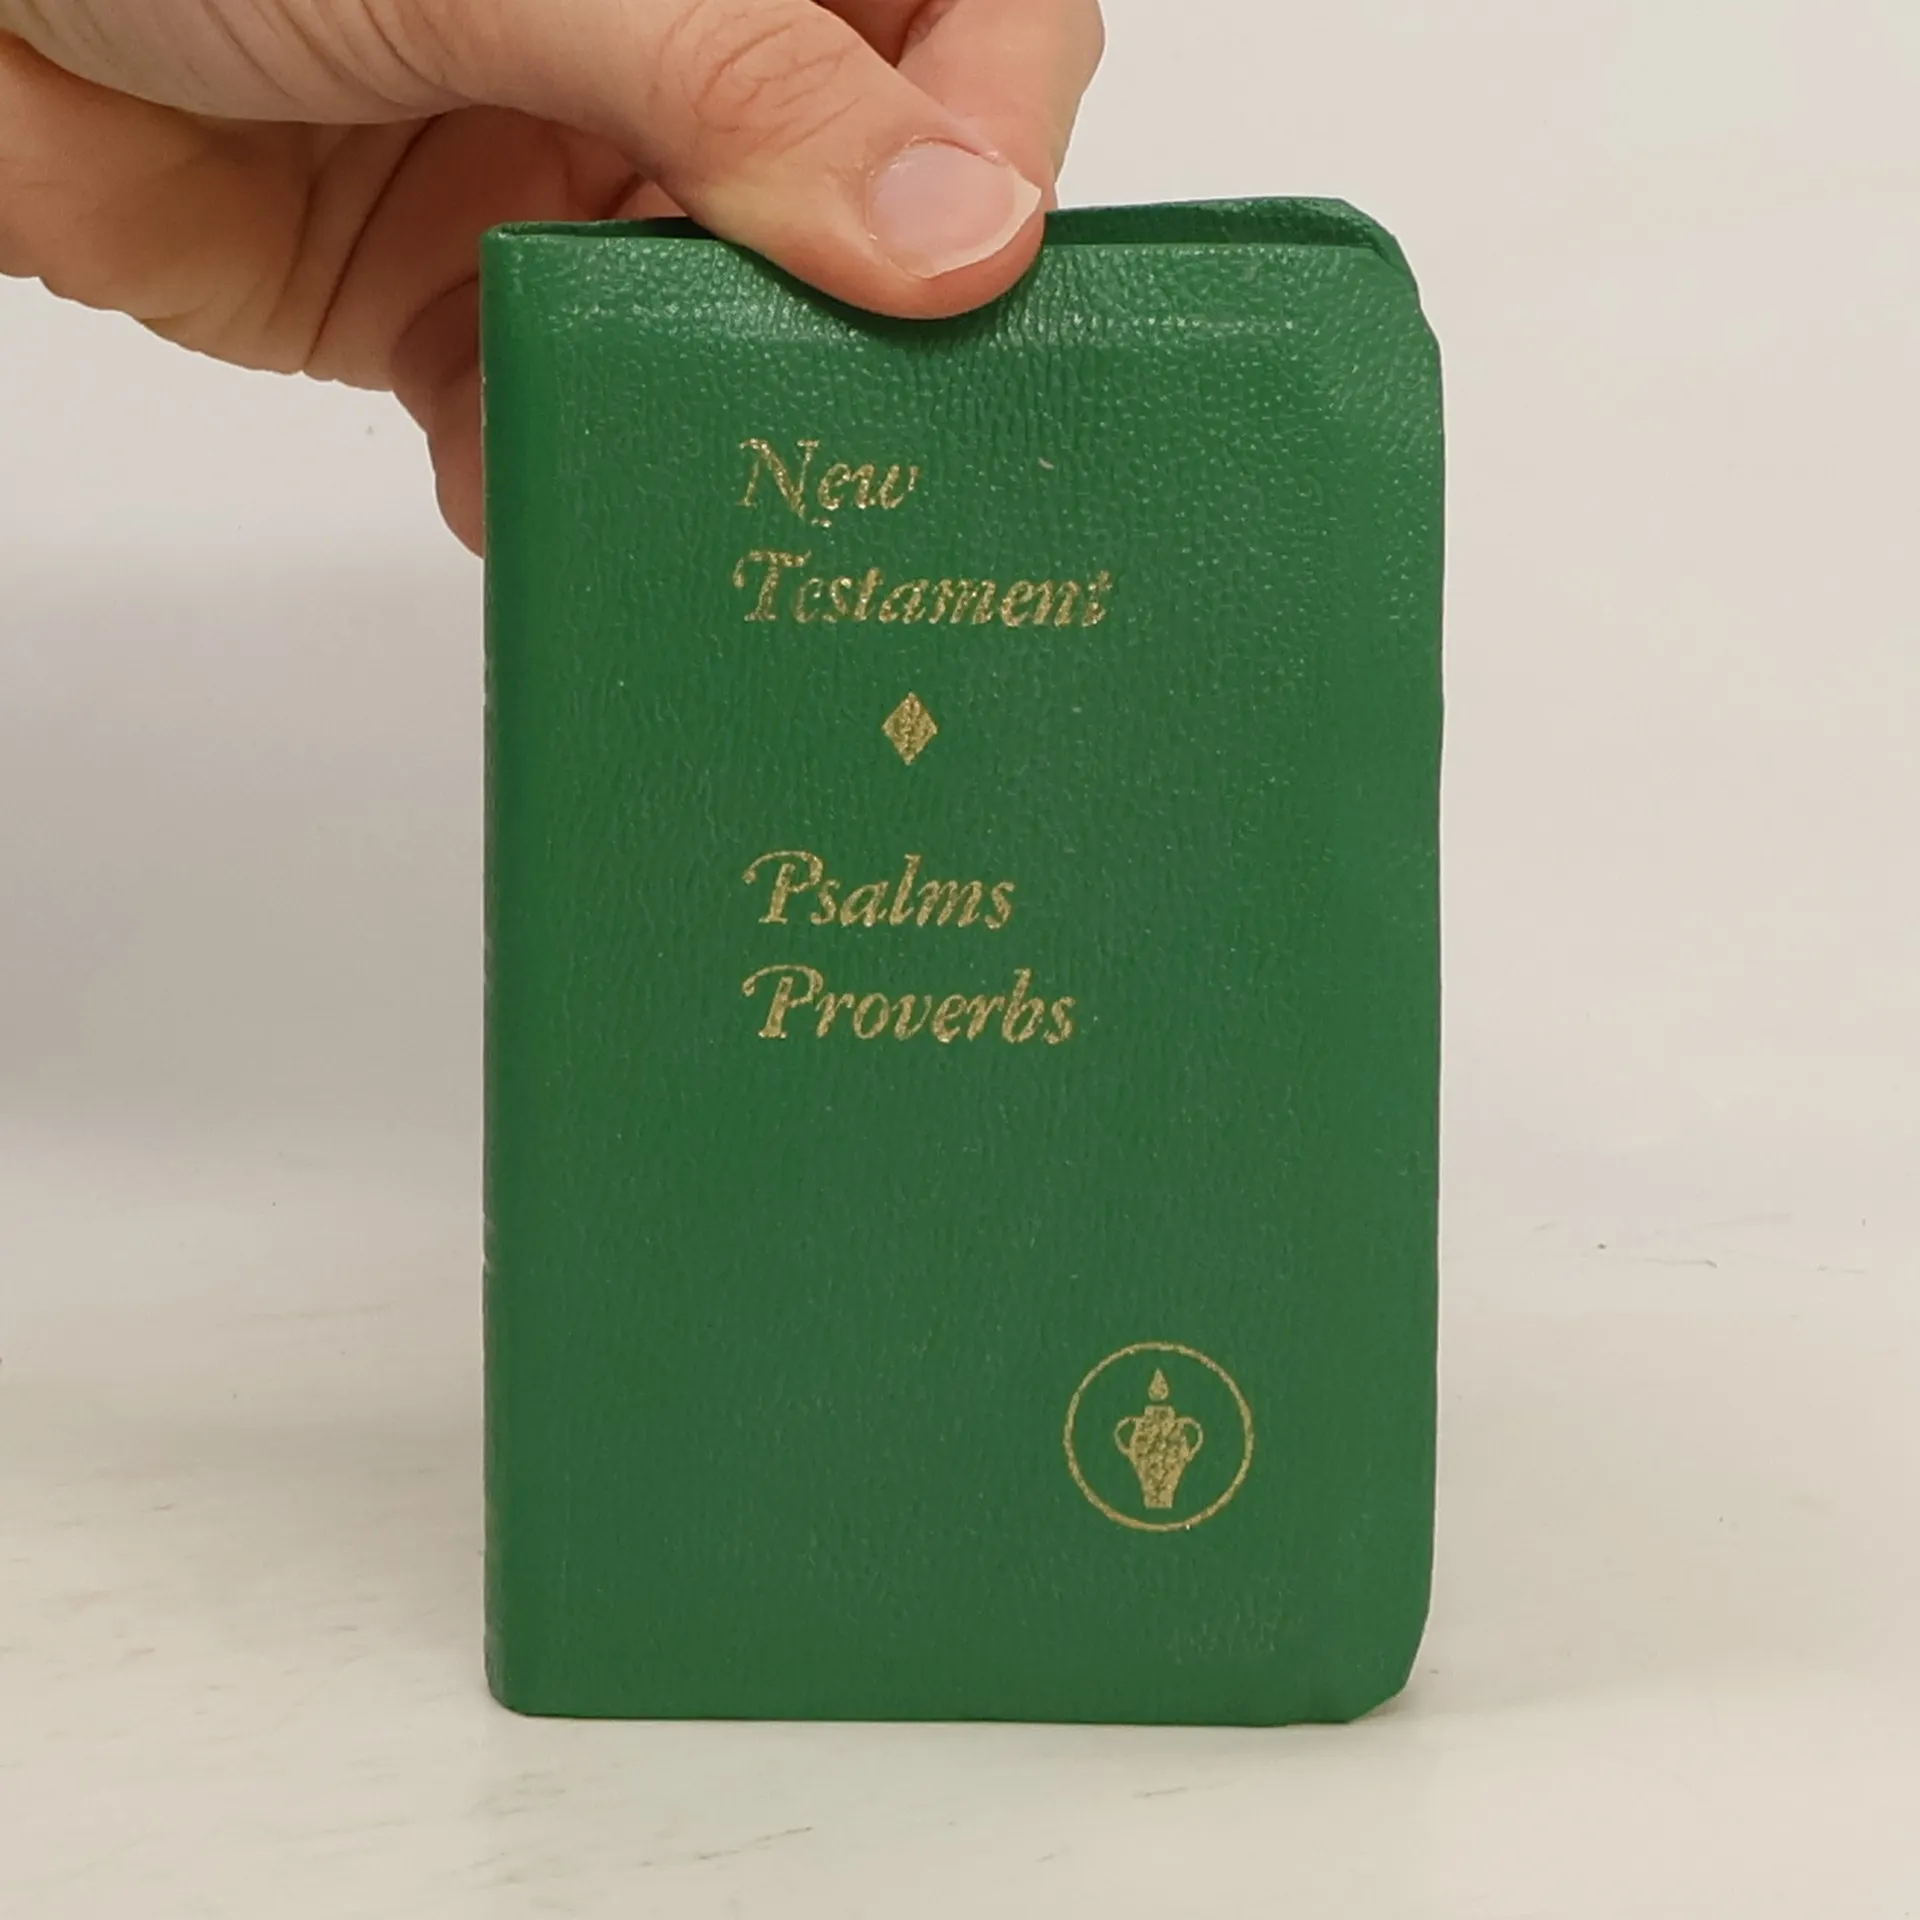 New
Testament
Psalms
Proverbs